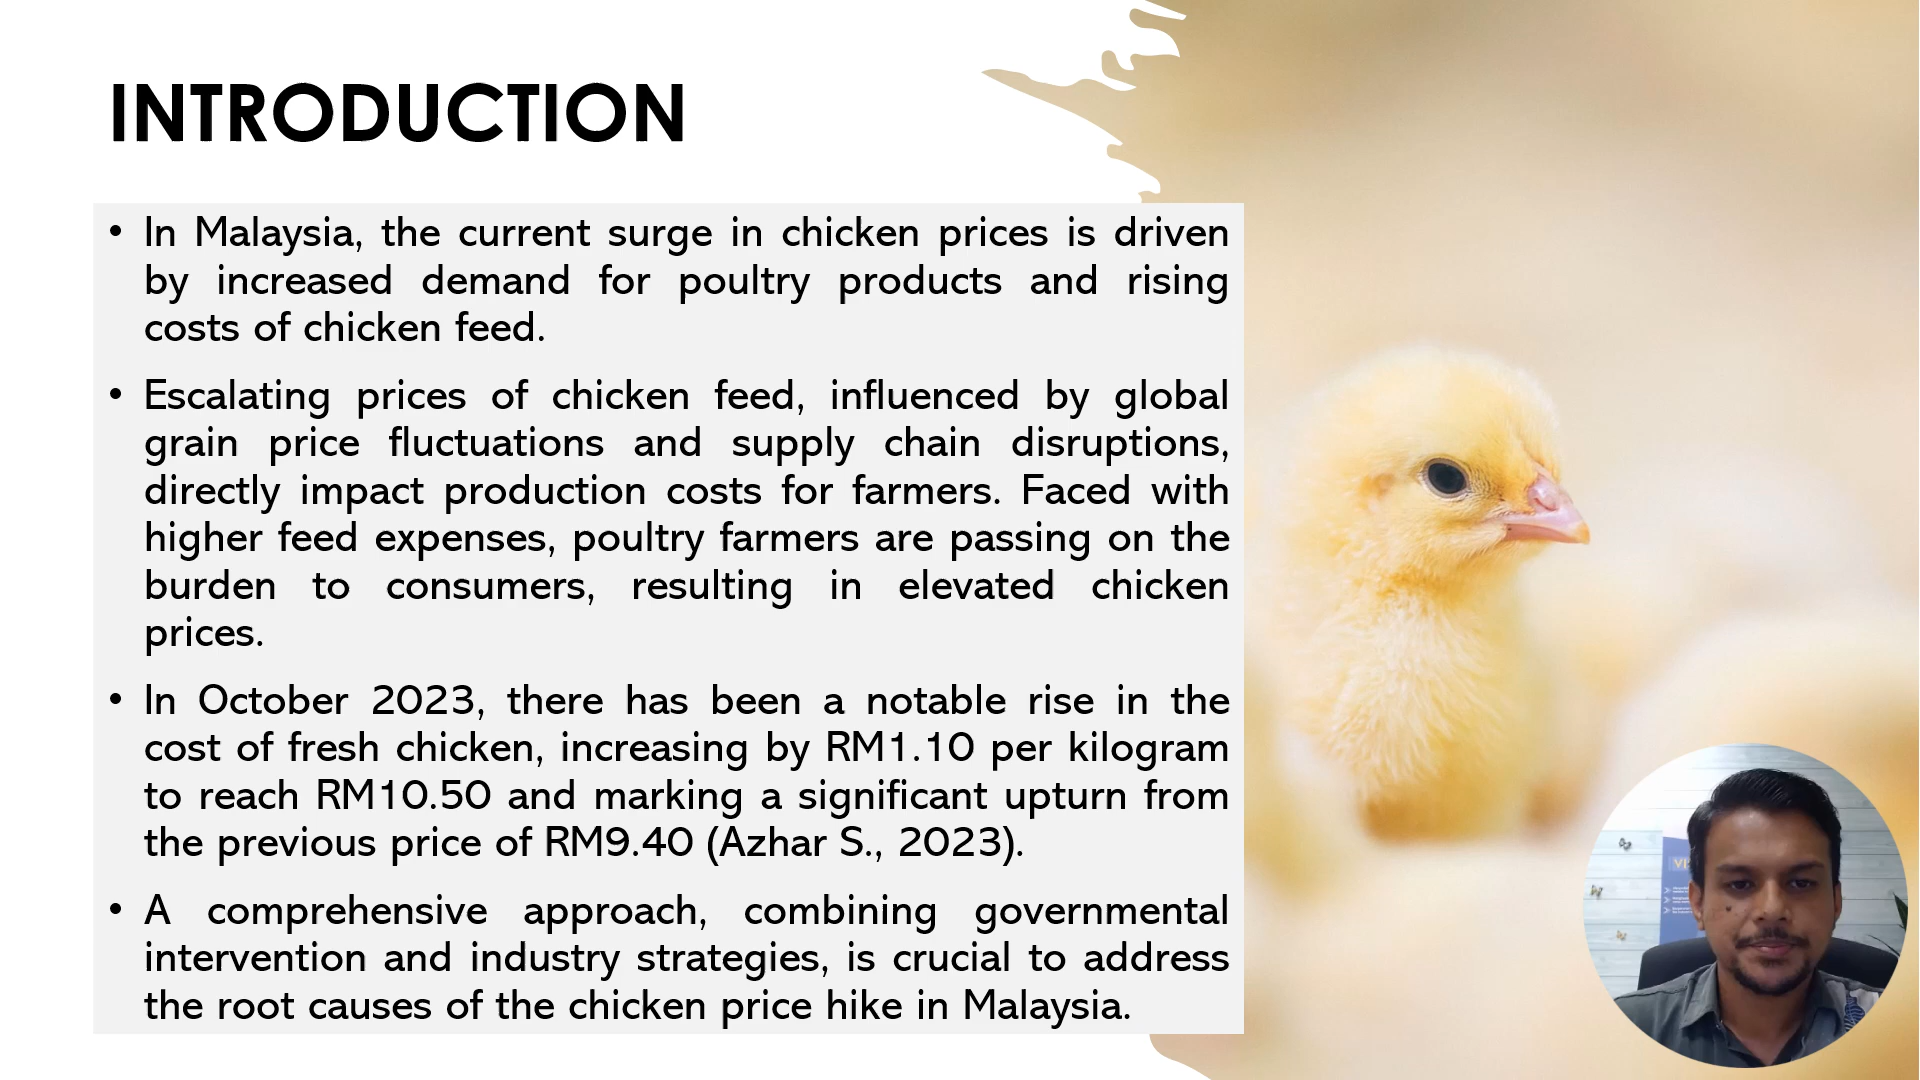 INTRODUCTION
• In Malaysia, the current surge in chicken prices is driven
by increased demand for poultry products and rising
costs of chicken feed.
• Escalating prices of chicken feed, influenced by global
grain price fluctuations and supply chain disruptions,
directly impact production costs for farmers. Faced with
higher feed expenses, poultry farmers are passing on the
burden to consumers, resulting in elevated chicken
prices.
• In October 2023, there has been a notable rise in the
cost of fresh chicken, increasing by RM1.10 per kilogram
to reach RM10.50 and marking a significant upturn from
the previous price of RM9.40 (Azhar S., 2023).
• A comprehensive approach, combining governmental
intervention and industry strategies, is crucial to address
the root causes of the chicken price hike in Malaysia.